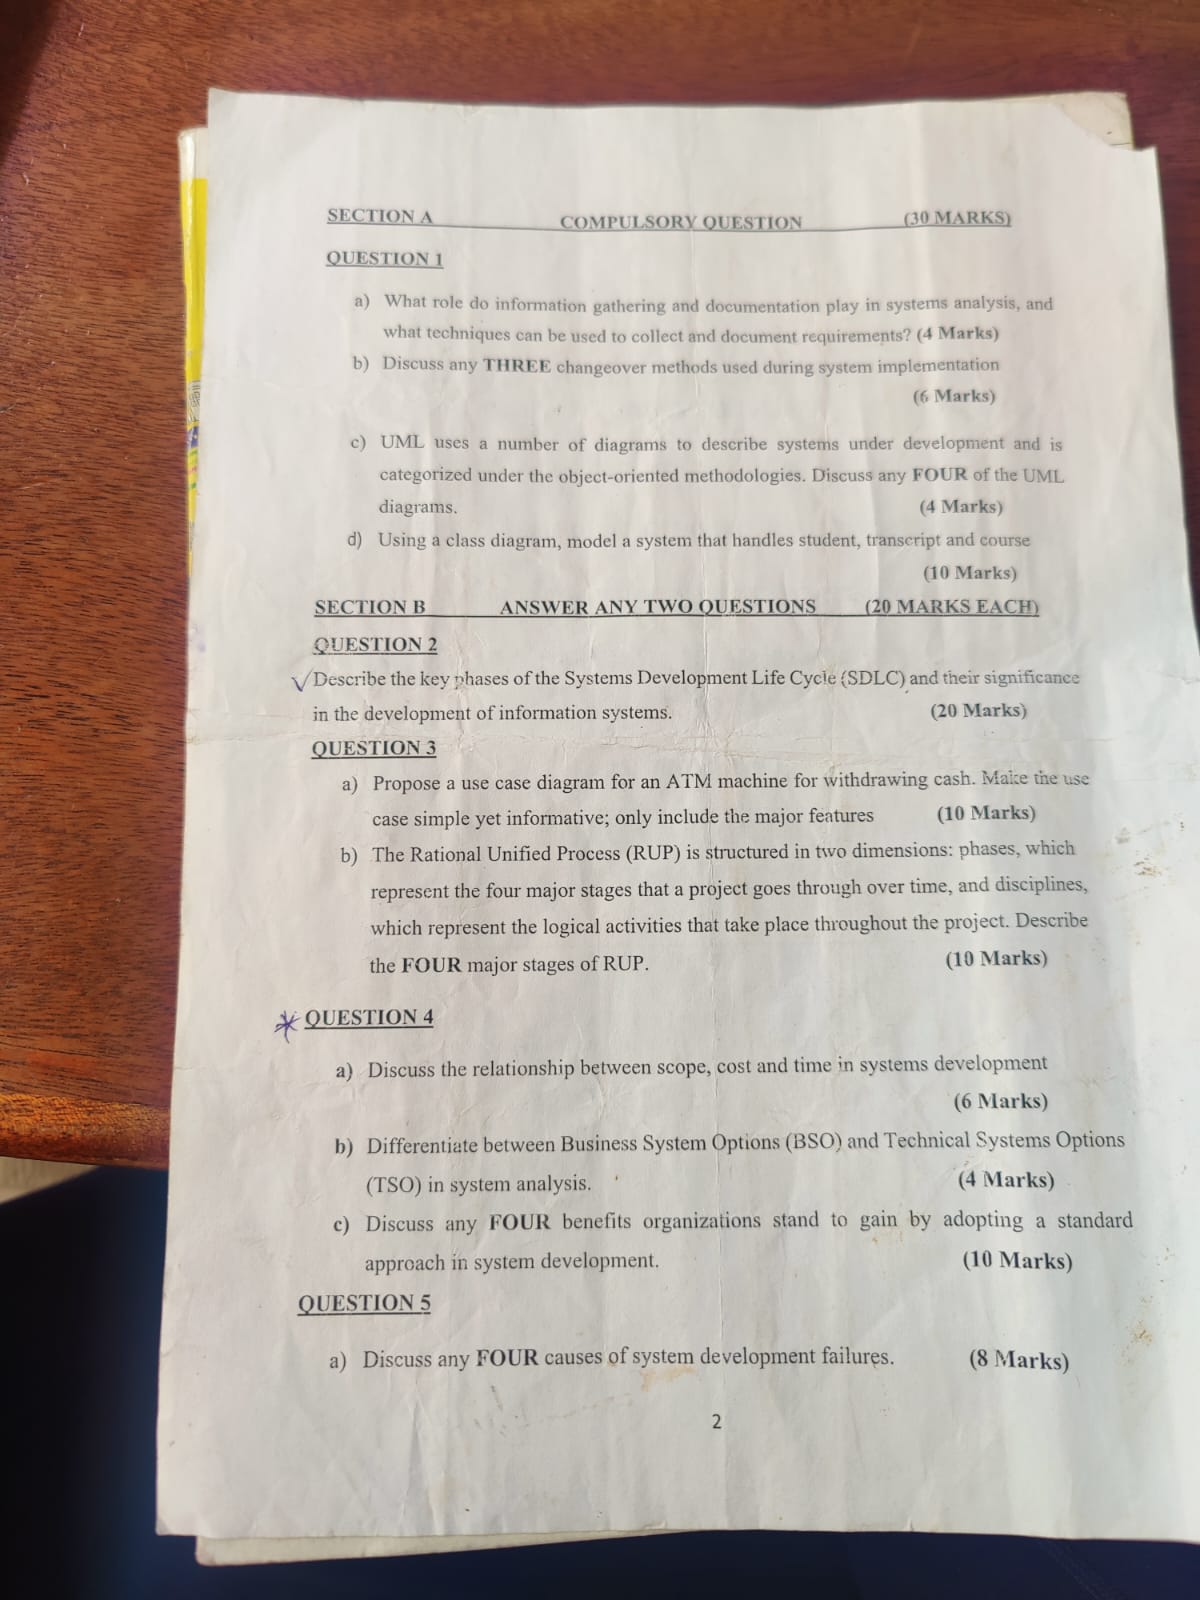 SECTION A COMPULSORY QUESTION (30 MARKS)
QUESTION 1
a) What role do information gathering and documentation play in systems analysis, and
what techniques can be used to collect and document requirements? (4 Marks)
b) Discuss any THREE changeover methods used during system implementation
(6 Marks)
c) UML uses a number of diagrams to describe systems under development and is
categorized under the object-oriented methodologies. Discuss any FOUR of the UML
diagrams. (4 Marks)
d) Using a class diagram, model a system that handles student, transcript and course
(10 Marks)
SECTION B ANSWER ANY TWO QUESTIONS (20 MARKS EACH)
QUESTION 2
Describe the key phases of the Systems Development Life Cycle (SDLC) and their significance
in the development of information systems. (20 Marks)
QUESTION 3
a) Propose a use case diagram for an ATM machine for withdrawing cash. Make the use
case simple yet informative; only include the major features (10 Marks)
b) The Rational Unified Process (RUP) is structured in two dimensions: phases, which
represent the four major stages that a project goes through over time, and disciplines,
which represent the logical activities that take place throughout the project. Describe
the FOUR major stages of RUP. (10 Marks)
QUESTION 4
a) Discuss the relationship between scope, cost and time in systems development
(6 Marks)
b) Differentiate between Business System Options (BSO) and Technical Systems Options
(TSO) in system analysis. (4 Marks)
c) Discuss any FOUR benefits organizations stand to gain by adopting a standard
approach in system development. (10 Marks)
QUESTION 5
a) Discuss any FOUR causes of system development failures. (8 Marks)
2